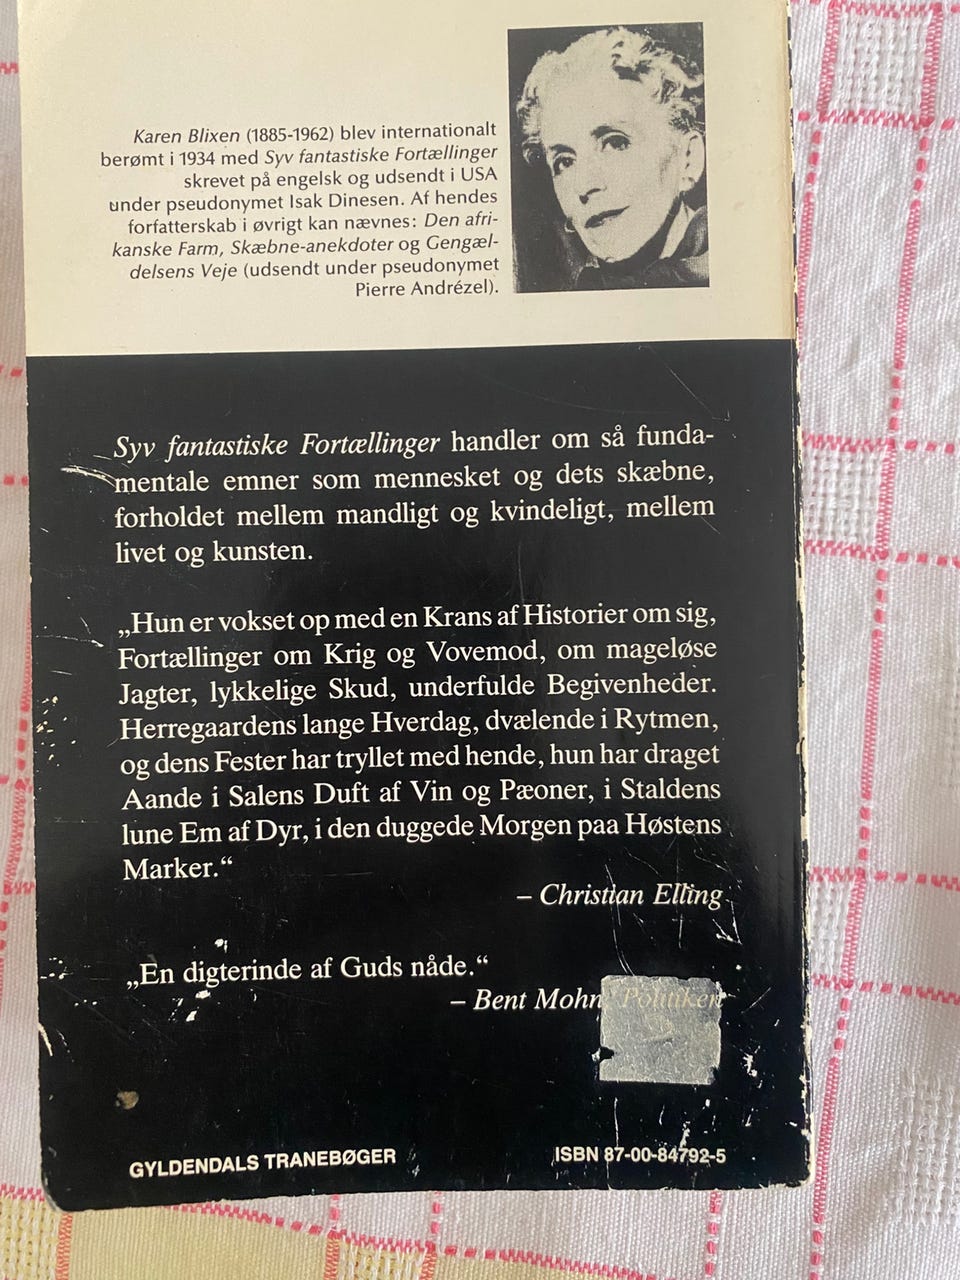 Karen Blixen (1885-1962) blev internationalt
berømt i 1934 med Syv fantastiske Fortællinger
skrevet på engelsk og udsendt i USA
under pseudonymet Isak Dinesen. Af hendes
forfatterskab i øvrigt kan nævnes: Den afri-
kanske Farm, Skæbne-anekdoter og Gengæl-
delsens Veje (udsendt under pseudonymet
Pierre Andrézel).
Syv fantastiske Fortællinger handler om så funda-
mentale emner som mennesket og dets skæbne,
forholdet mellem mandligt og kvindeligt, mellem
livet og kunsten.
„Hun er vokset op med en Krans af Historier om sig,
Fortællinger om Krig og Vovemod, om mageløse
Jagter, lykkelige Skud, underfulde Begivenheder.
Herregaardens lange Hverdag, dvælende i Rytmen,
og dens Fester har tryllet med hende, hun har draget
Aande i Salens Duft af Vin og Pæoner, i Staldens
lune Em af Dyr, i den duggede Morgen paa Høstens
Marker.“
– Christian Elling
„En digterinde af Guds nåde.“
– Bent Mohn, Politiken
GYLDENDALS TRANEBØGER
ISBN 87-00-84792-5